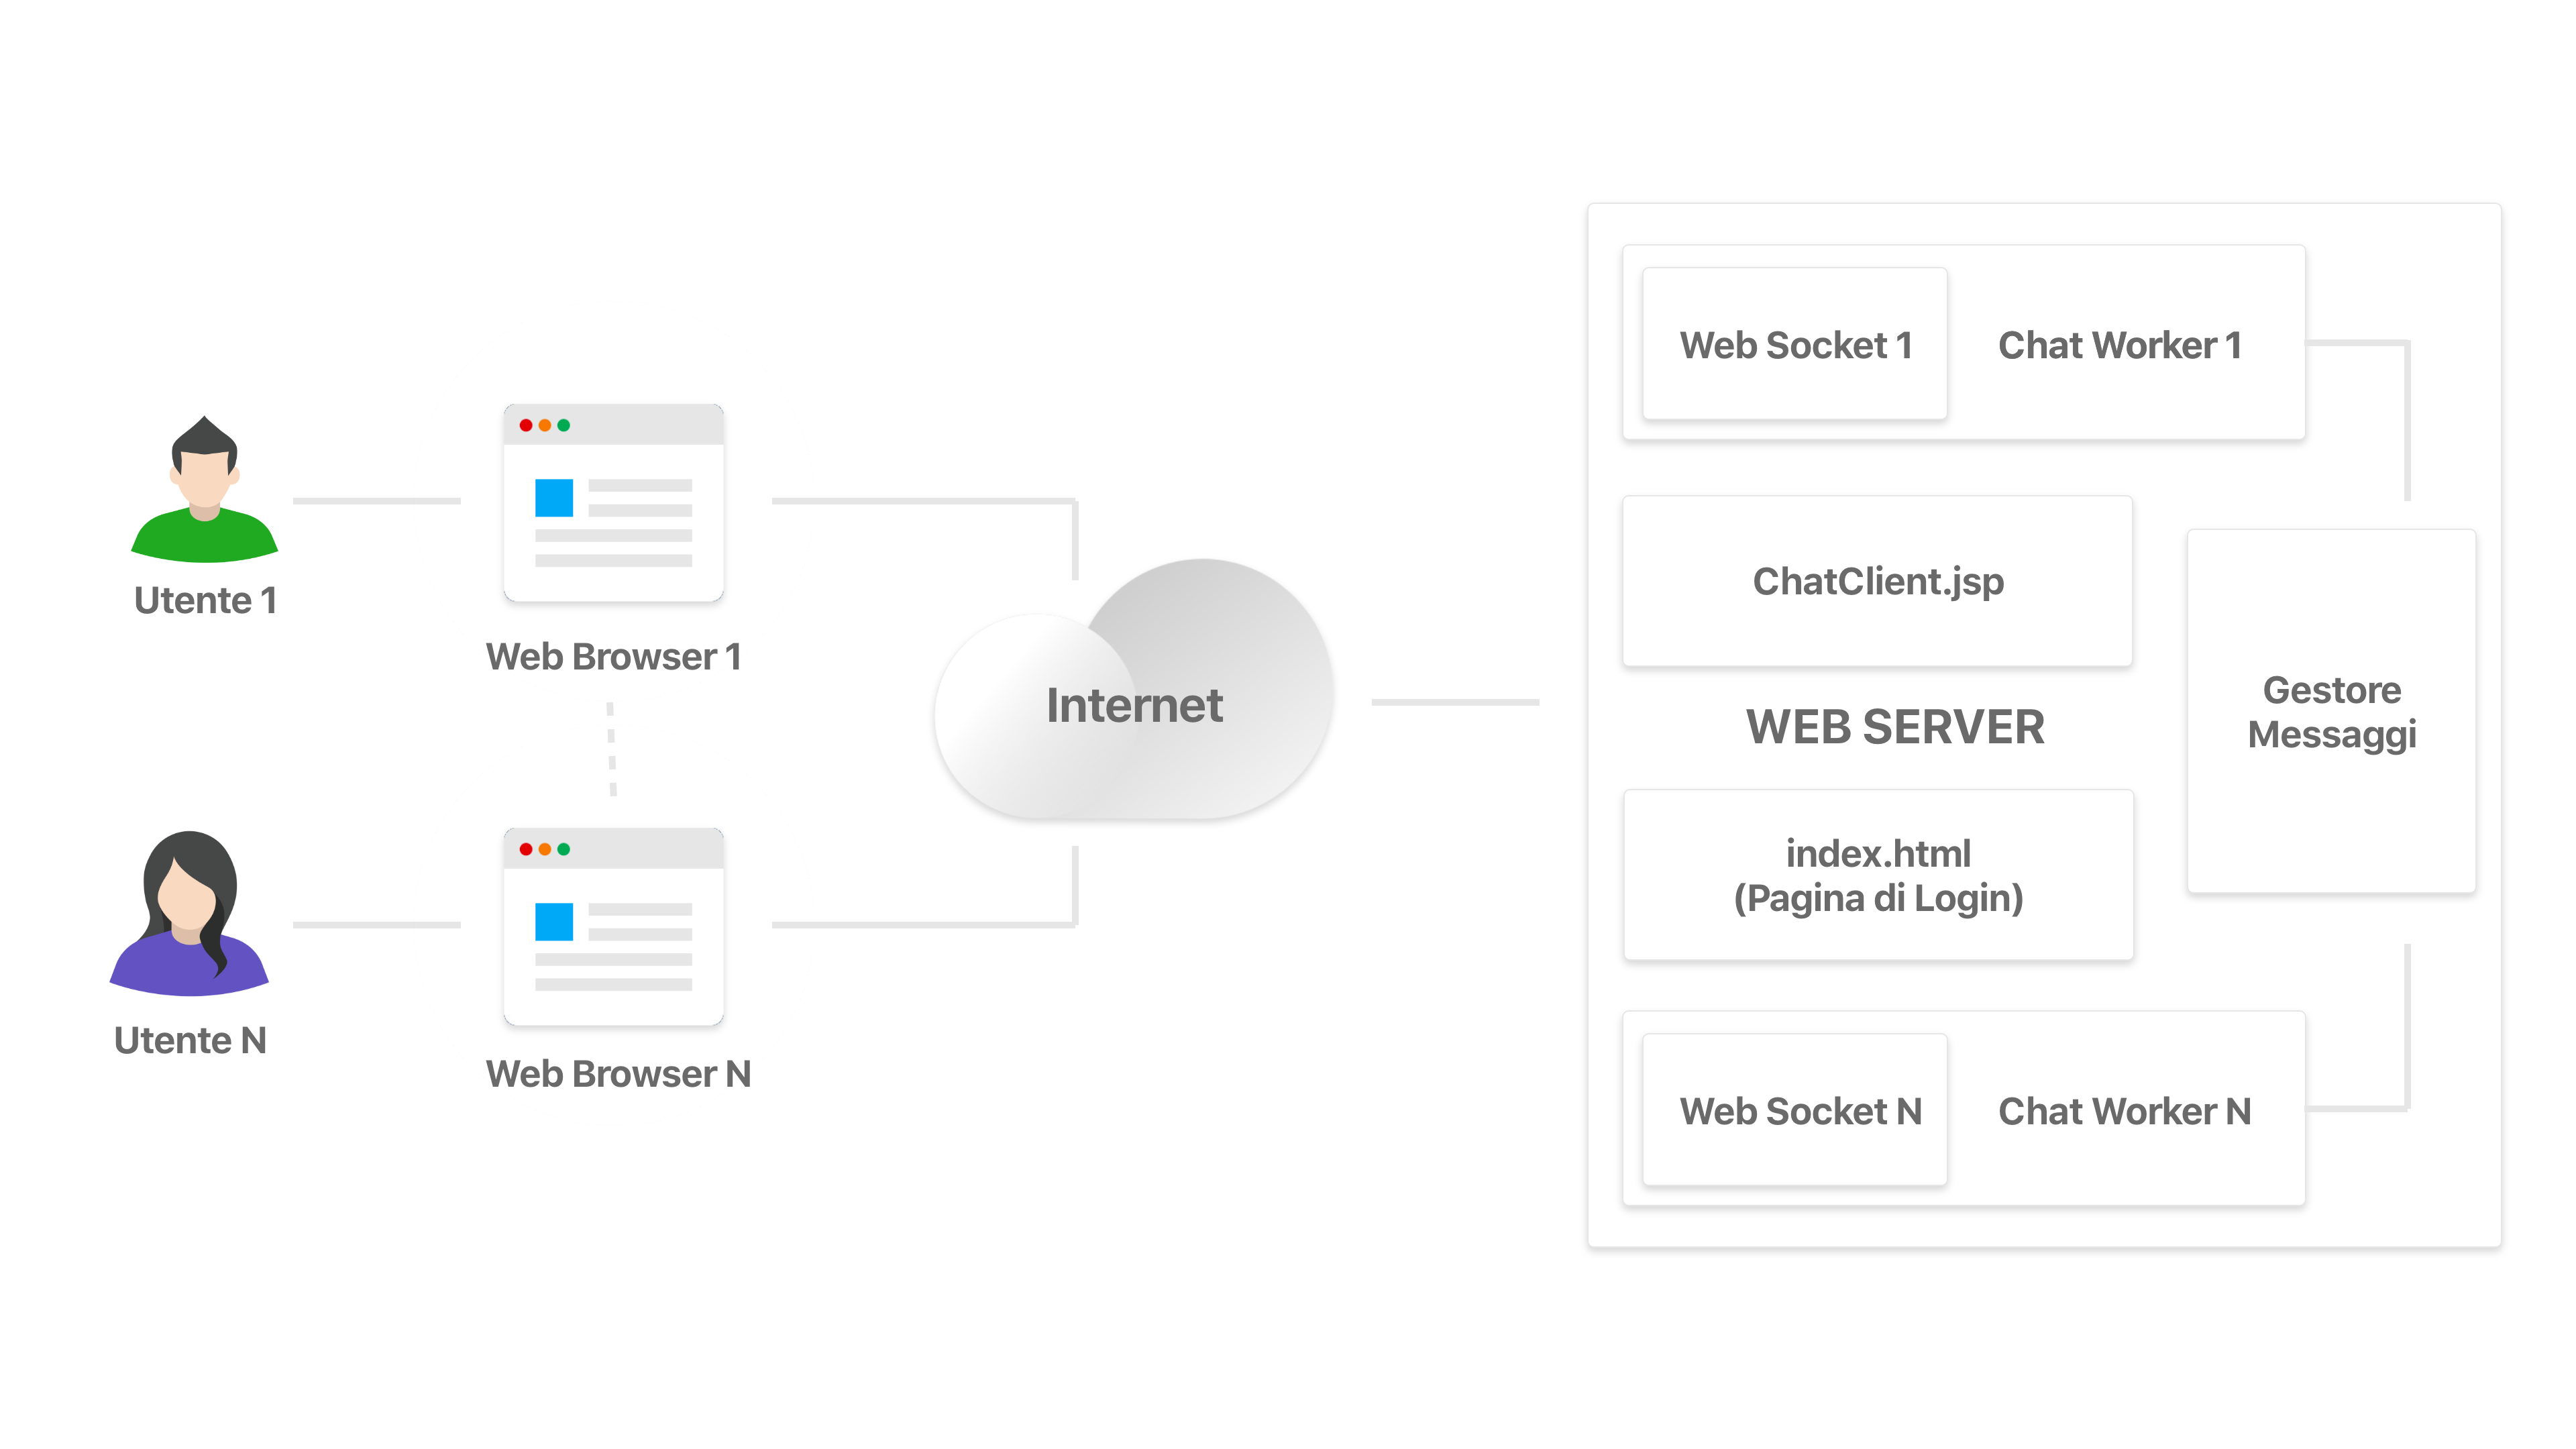 Utente 1
Web Browser 1
Utente N
Web Browser N
Internet
Web Socket 1
Chat Worker 1
ChatClient.jsp
WEB SERVER
Gestore
Messaggi
index.html
(Pagina di Login)
Web Socket N
Chat Worker N